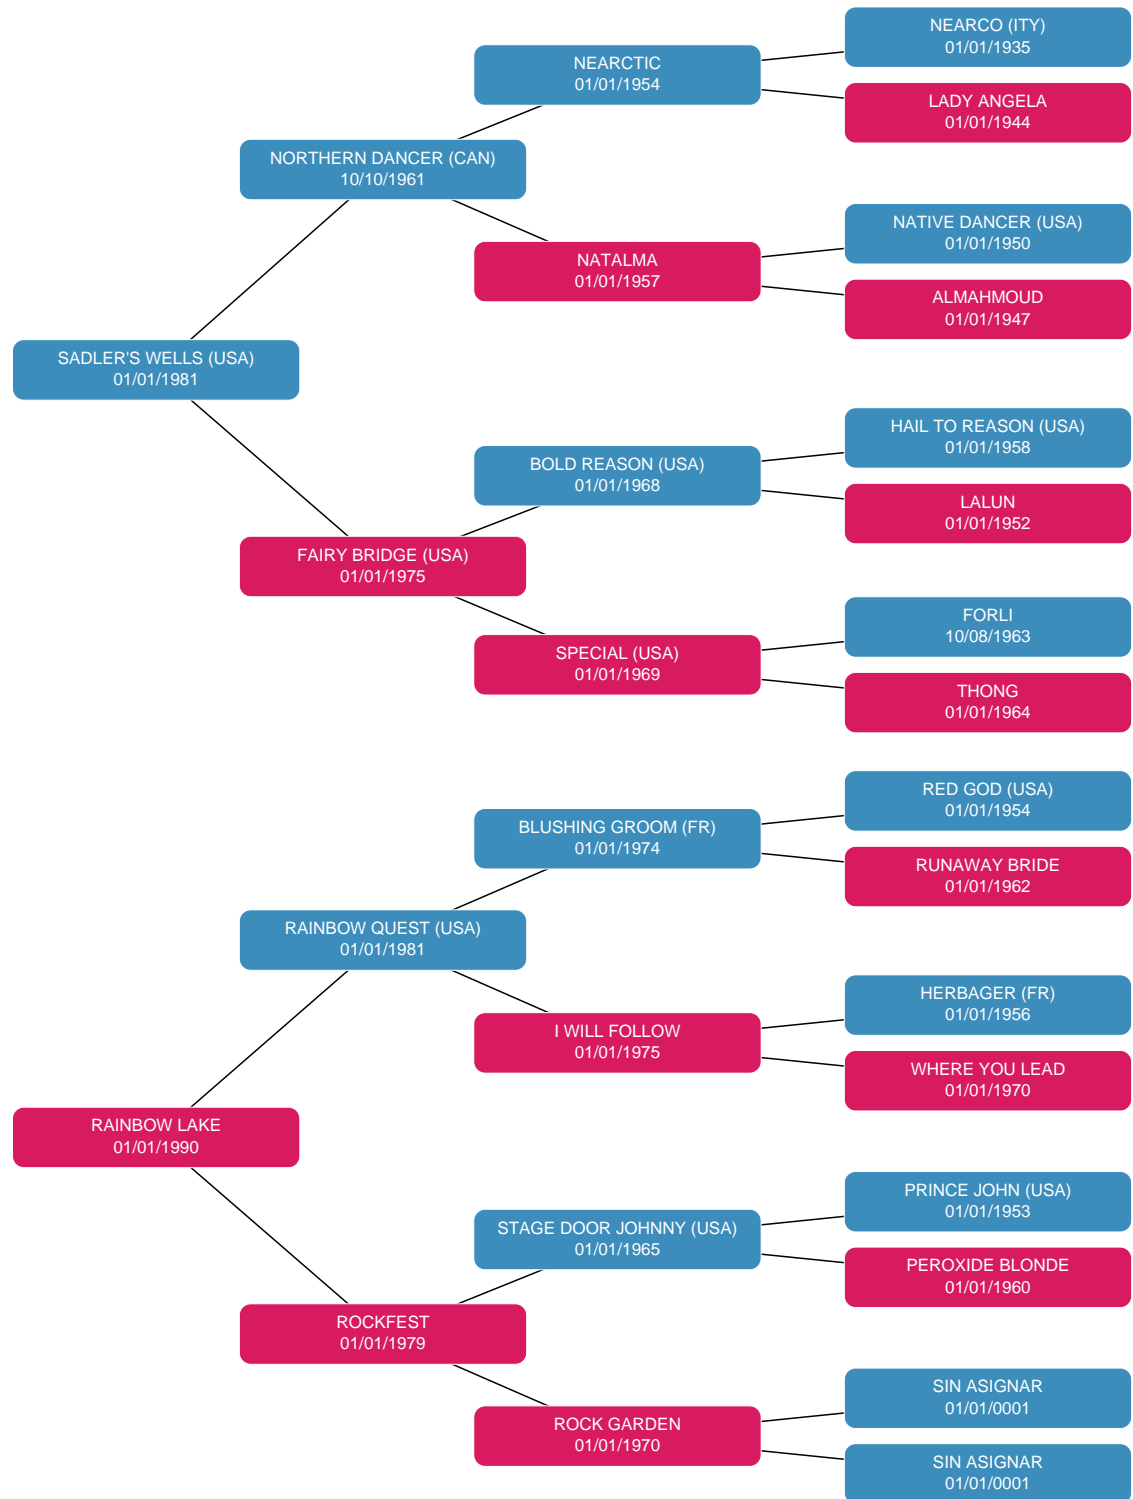 NEARCO (ITY)
01/01/1935
NEARCTIC
01/01/1954
LADY ANGELA
01/01/1944
NORTHERN DANCER (CAN)
10/10/1961
NATIVE DANCER (USA)
01/01/1950
NATALMA
01/01/1957
ALMAHMOUD
01/01/1947
SADLER'S WELLS (USA)
01/01/1981
HAIL TO REASON (USA)
01/01/1958
BOLD REASON (USA)
01/01/1968
LALUN
01/01/1952
FAIRY BRIDGE (USA)
01/01/1975
FORLI
10/08/1963
SPECIAL (USA)
01/01/1969
THONG
01/01/1964
RED GOD (USA)
01/01/1954
BLUSHING GROOM (FR)
01/01/1974
RUNAWAY BRIDE
01/01/1962
RAINBOW QUEST (USA)
01/01/1981
HERBAGER (FR)
01/01/1956
I WILL FOLLOW
01/01/1975
WHERE YOU LEAD
01/01/1970
RAINBOW LAKE
01/01/1990
PRINCE JOHN (USA)
01/01/1953
STAGE DOOR JOHNNY (USA)
01/01/1965
PEROXIDE BLONDE
01/01/1960
ROCKFEST
01/01/1979
SIN ASIGNAR
01/01/0001
ROCK GARDEN
01/01/1970
SIN ASIGNAR
01/01/0001